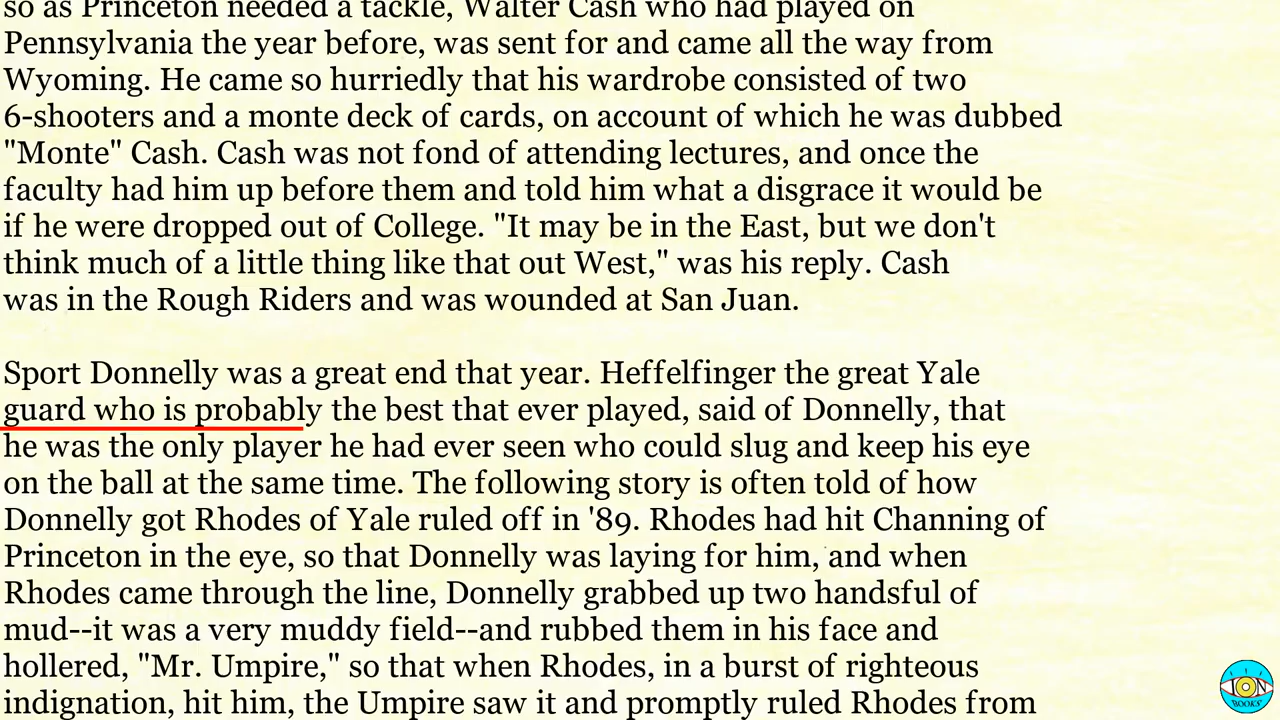 so as Princeton needed a tackle, Walter Cash who had played on
Pennsylvania the year before, was sent for and came all the way from
Wyoming. He came so hurriedly that his wardrobe consisted of two
6-shooters and a monte deck of cards, on account of which he was dubbed
"Monte" Cash. Cash was not fond of attending lectures, and once the
faculty had him up before them and told him what a disgrace it would be
if he were dropped out of College. "It may be in the East, but we don't
think much of a little thing like that out West," was his reply. Cash
was in the Rough Riders and was wounded at San Juan.
Sport Donnelly was a great end that year. Heffelfinger the great Yale
guard who is probably the best that ever played, said of Donnelly, that
he was the only player he had ever seen who could slug and keep his eye
on the ball at the same time. The following story is often told of how
Donnelly got Rhodes of Yale ruled off in '89. Rhodes had hit Channing of
Princeton in the eye, so that Donnelly was laying for him, and when
Rhodes came through the line, Donnelly grabbed up two handsful of
mud--it was a very muddy field--and rubbed them in his face and
hollered, "Mr. Umpire," so that when Rhodes, in a burst of righteous
indignation, hit him, the Umpire saw it and promptly ruled Rhodes from
ION
BOOKS